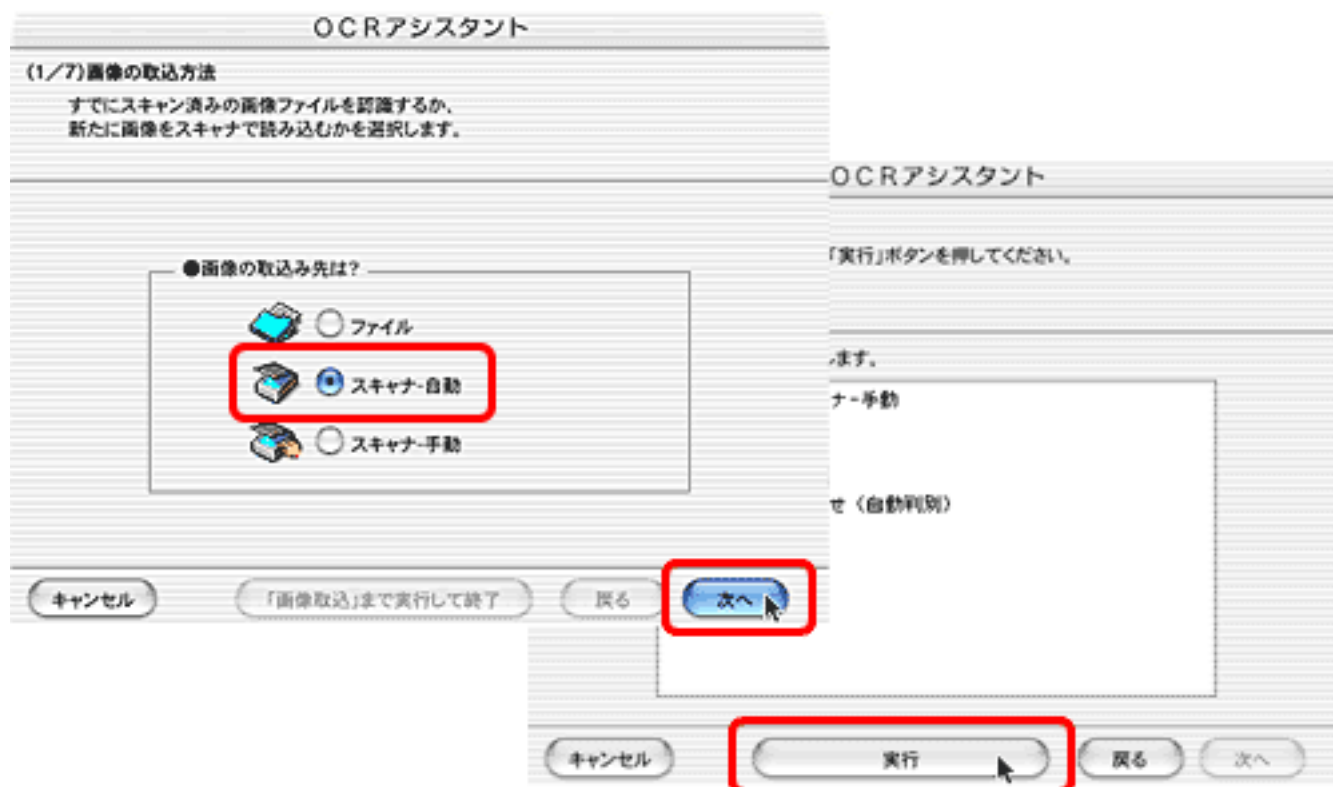 OCRアシスタント
(1/7)画像の取込方法
すでにスキャン済みの画像ファイルを認識するか、
新たに画像をスキャナで読み込むかを選択します。
●画像の取込み先は?
ファイル
スキャナ-自動
スキャナ-手動
キャンセル
「画像取込」まで実行して終了
戻る
次へ
OCRアシスタント
「実行」ボタンを押してください。
します。
ナ-手動
せ（自動判別）
キャンセル
実行
戻る
次へ